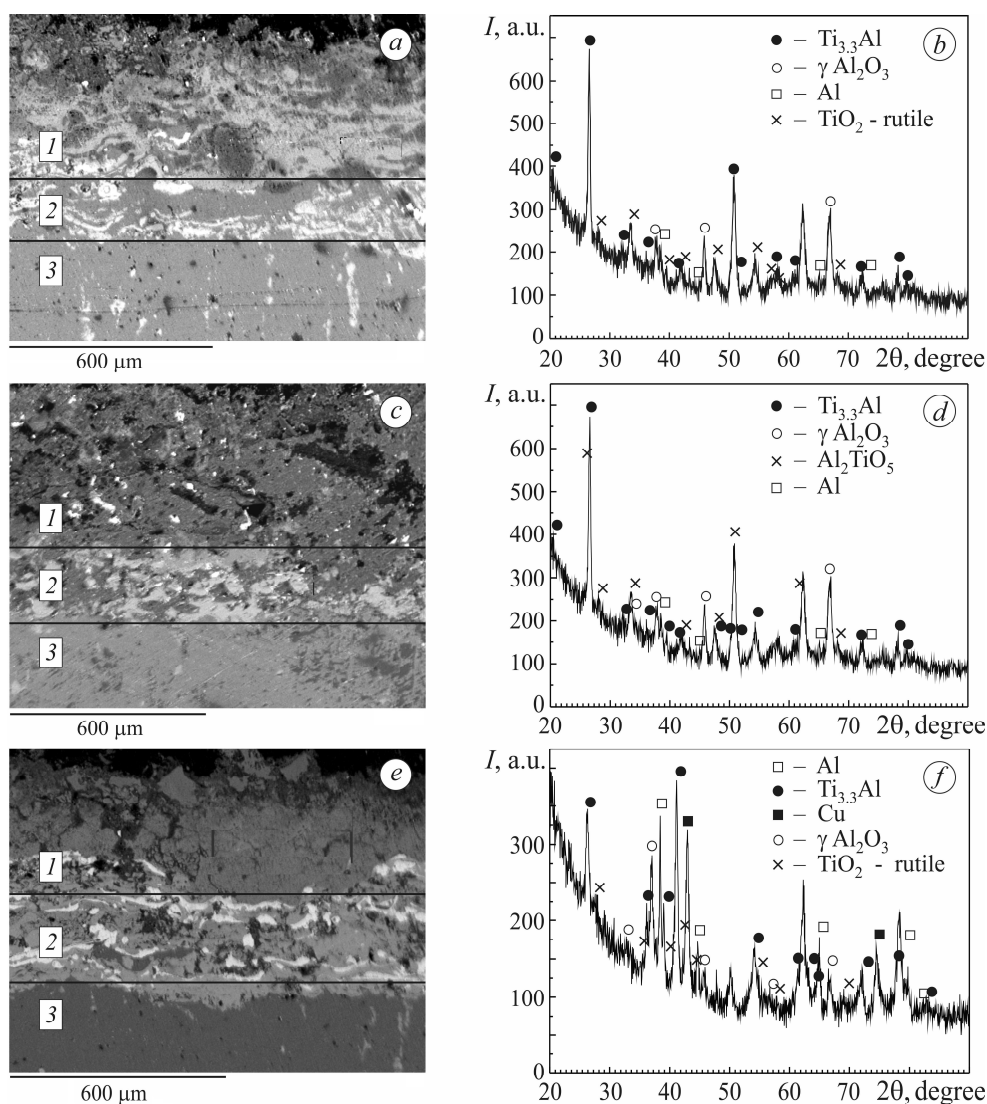 a
1
2
3
600 μm
I, a.u.
b
● – Ti3.3Al
○ – γ Al2O3
□ – Al
× – TiO2 - rutile
700
600
500
400
300
200
100
0
20 30 40 50 60 70 2θ, degree
c
1
2
3
600 μm
I, a.u.
d
● – Ti3.3Al
○ – γ Al2O3
× – Al2TiO5
□ – Al
600
500
400
300
200
100
0
20 30 40 50 60 70 2θ, degree
e
1
2
3
600 μm
I, a.u.
f
□ – Al
● – Ti3.3Al
■ – Cu
○ – γ Al2O3
× – TiO2 - rutile
300
200
150
100
0
20 30 40 50 60 70 2θ, degree